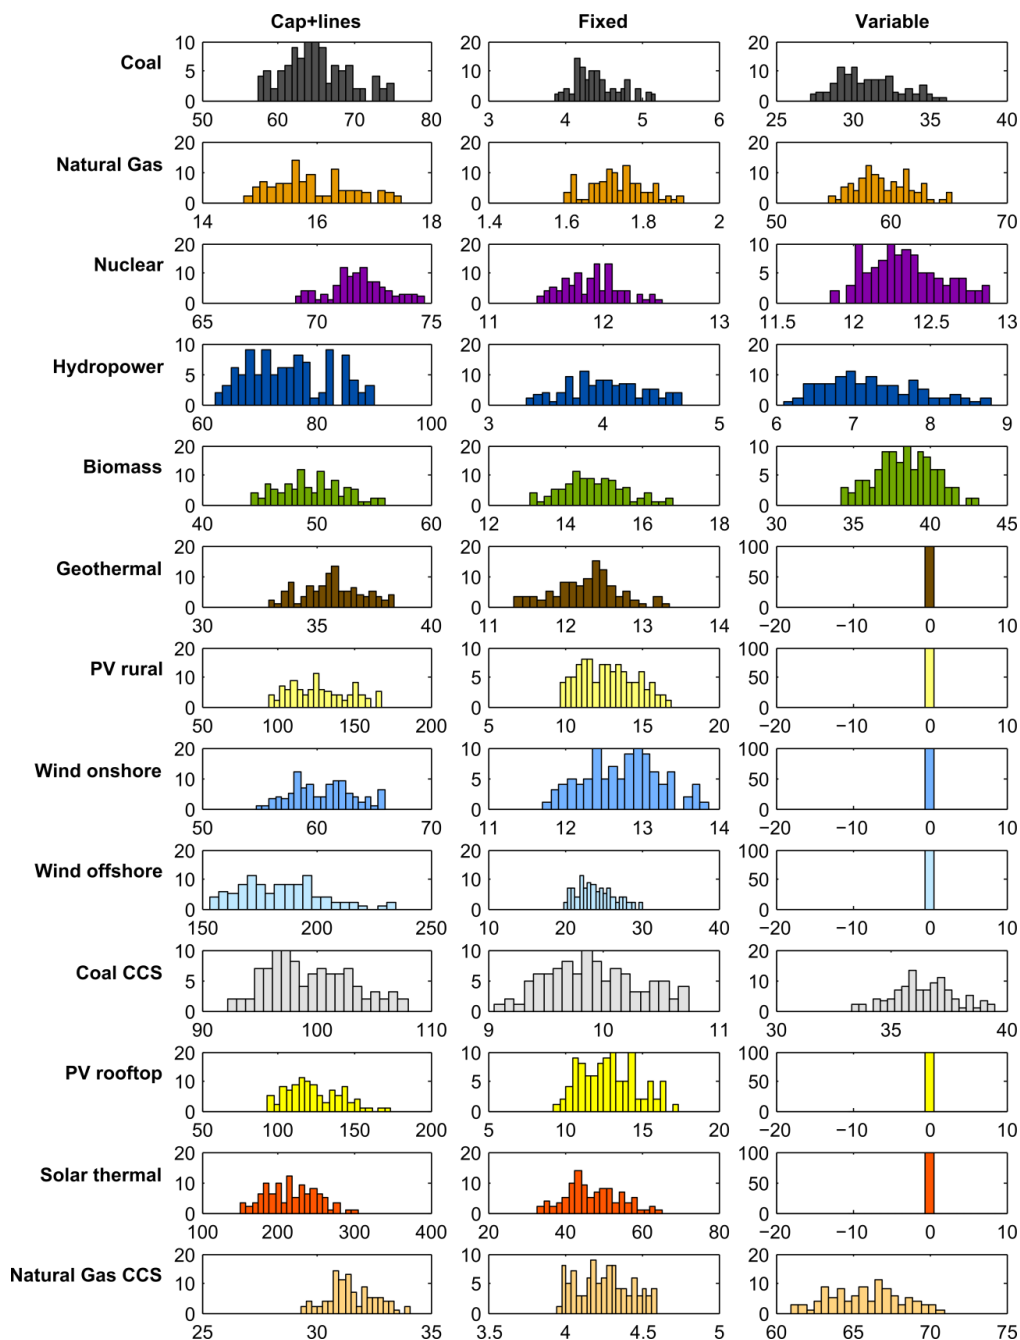 Cap+lines Fixed Variable
Coal
10 10 20
5 5 10
0 0 0
50 60 70 80 3 4 5 6 25 30 35 40
Natural Gas
20 20 20
10 10 10
0 0 0
14 16 18 1.4 1.6 1.8 2 50 60 70
Nuclear
20 20 10
10 10 5
0 0 0
65 70 75 11 12 13 11.5 12 12.5 13
Hydropower
10 20 20
5 10 10
0 0 0
60 80 100 3 4 5 6 7 8 9
Biomass
20 20 10
10 10 5
0 0 0
40 50 60 12 14 16 18 30 35 40 45
Geothermal
20 20 100
10 10 50
0 0 0
30 35 40 11 12 13 14 −20 −10 0 10
PV rural
20 10 100
10 5 50
0 0 0
50 100 150 200 5 10 15 20 −20 −10 0 10
Wind onshore
20 10 100
10 5 50
0 0 0
50 60 70 11 12 13 14 −20 −10 0 10
Wind offshore
20 20 100
10 10 50
0 0 0
150 200 250 10 20 30 40 −20 −10 0 10
Coal CCS
10 10 20
5 5 10
0 0 0
90 100 110 9 10 11 30 35 40
PV rooftop
20 10 100
10 5 50
0 0 0
50 100 150 200 5 10 15 20 −20 −10 0 10
Solar thermal
20 20 100
10 10 50
0 0 0
100 200 300 400 20 40 60 80 −20 −10 0 10
Natural Gas CCS
20 10 20
10 5 10
0 0 0
25 30 35 3.5 4 4.5 5 60 65 70 75